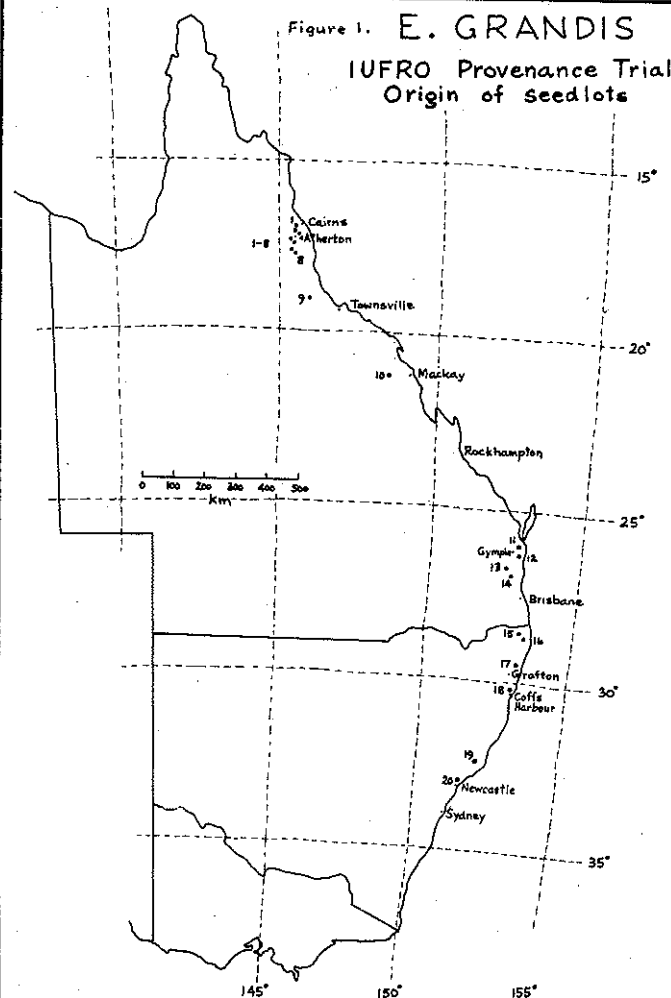 Figure 1. E. GRANDIS
IUFRO Provenance Trial
Origin of seedlots
15°
1
Cairns
Atherton
1-8
8
9
Townsville
20°
10
Mackay
Rockhampton
0 100 200 300 400 500
km
25°
11
Gympie
12
13
14
Brisbane
15
16
17
Grafton
30°
18
Coffs
Harbour
19
20
Newcastle
Sydney
35°
145° 150° 155°